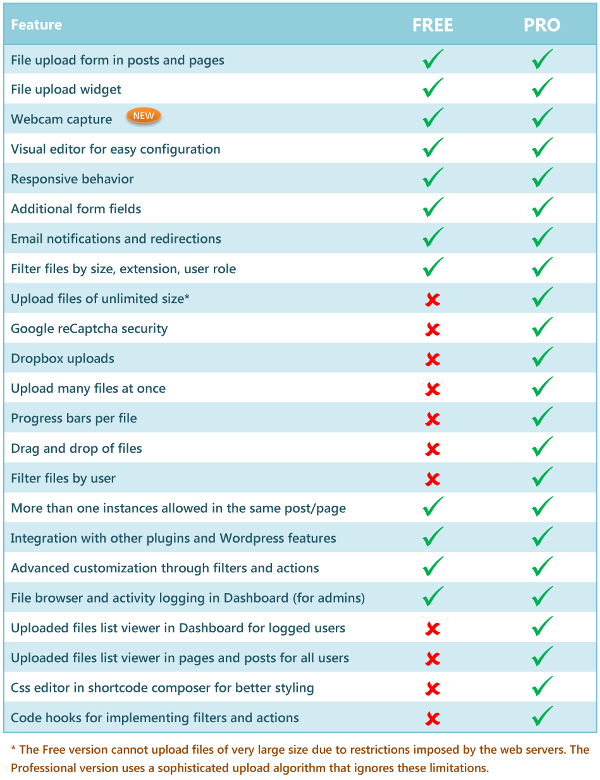 Feature FREE PRO
File upload form in posts and pages
File upload widget
Webcam capture NEW
Visual editor for easy configuration
Responsive behavior
Additional form fields
Email notifications and redirections
Filter files by size, extension, user role
Upload files of unlimited size*
Google reCaptcha security
Dropbox uploads
Upload many files at once
Progress bars per file
Drag and drop of files
Filter files by user
More than one instances allowed in the same post/page
Integration with other plugins and Wordpress features
Advanced customization through filters and actions
File browser and activity logging in Dashboard (for admins)
Uploaded files list viewer in Dashboard for logged users
Uploaded files list viewer in pages and posts for all users
Css editor in shortcode composer for better styling
Code hooks for implementing filters and actions
* The Free version cannot upload files of very large size due to restrictions imposed by the web servers. The
Professional version uses a sophisticated upload algorithm that ignores these limitations.